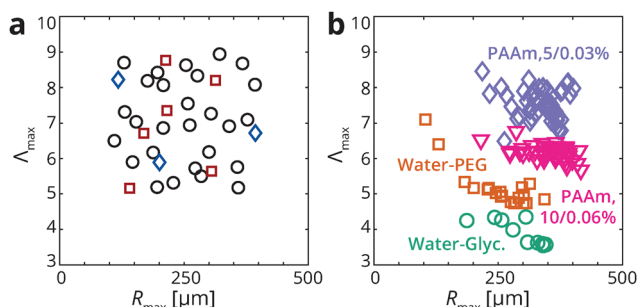 a
10
9
8
7
6
5
4
3
Λmax
0
250
500
Rmax [μm]
b
10
9
8
7
6
5
4
3
Λmax
PAAm,5/0.03%
Water-PEG
PAAm,
10/0.06%
Water-Glyc.
0
250
500
Rmax [μm]